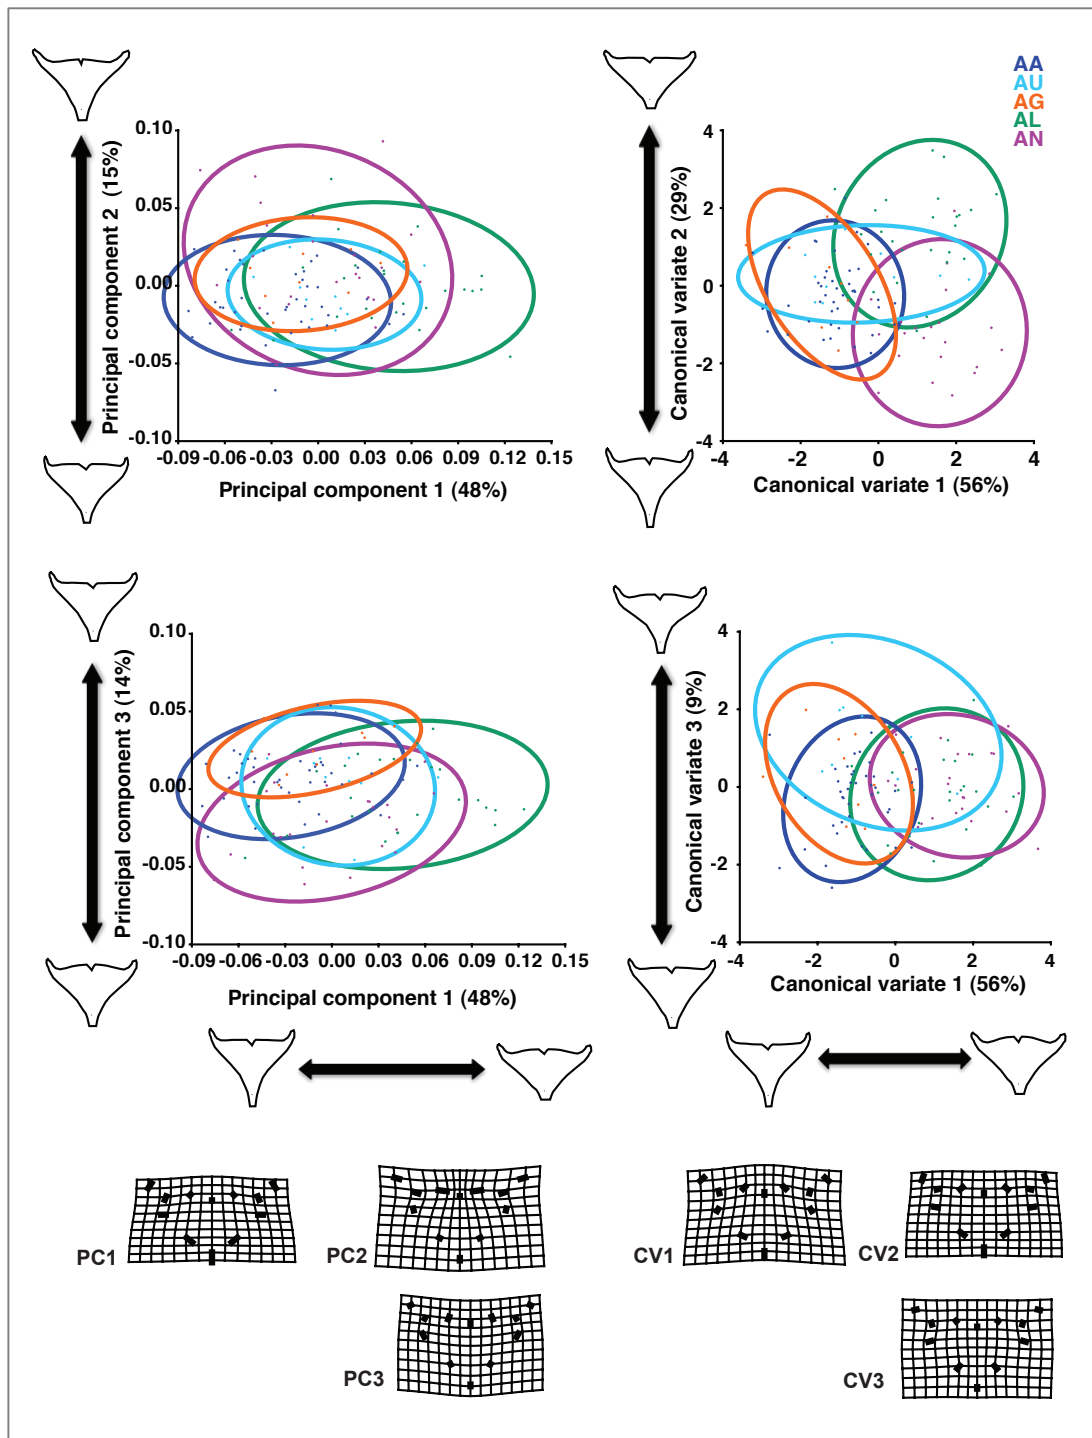 AA
AU
AG
AL
AN
Principal component 2 (15%)
0.10
0.05
0.00
-0.05
-0.10
-0.09 -0.06 -0.03 0.00 0.03 0.06 0.09 0.12 0.15
Principal component 1 (48%)
Canonical variate 2 (29%)
4
2
0
-2
-4
-4 -2 0 2 4
Canonical variate 1 (56%)
Principal component 3 (14%)
0.10
0.05
0.00
-0.05
-0.10
-0.09 -0.06 -0.03 0.00 0.03 0.06 0.09 0.12 0.15
Principal component 1 (48%)
Canonical variate 3 (9%)
4
2
0
-2
-4
-4 -2 0 2 4
Canonical variate 1 (56%)
PC1
PC2
CV1
CV2
PC3
CV3